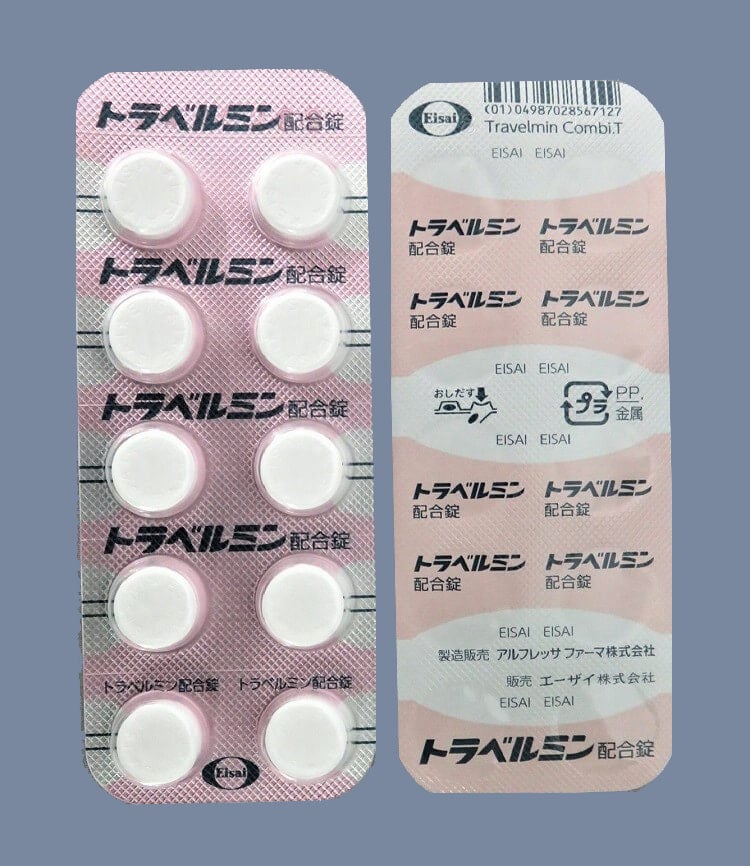 トラベルミン配合錠
トラベルミン配合錠
トラベルミン配合錠
トラベルミン配合錠
トラベルミン配合錠 トラベルミン配合錠
Eisai
Eisai
(01)04987028567127
Travelmin Combi.T
EISAI EISAI
トラベルミン トラベルミン
配合錠 配合錠
トラベルミン トラベルミン
配合錠 配合錠
EISAI EISAI
おしだす
プラ
PP.
金属
EISAI EISAI
トラベルミン トラベルミン
配合錠 配合錠
トラベルミン トラベルミン
配合錠 配合錠
EISAI EISAI
製造販売 アルフレッサ ファーマ株式会社
販売 エーザイ株式会社
EISAI EISAI
トラベルミン配合錠